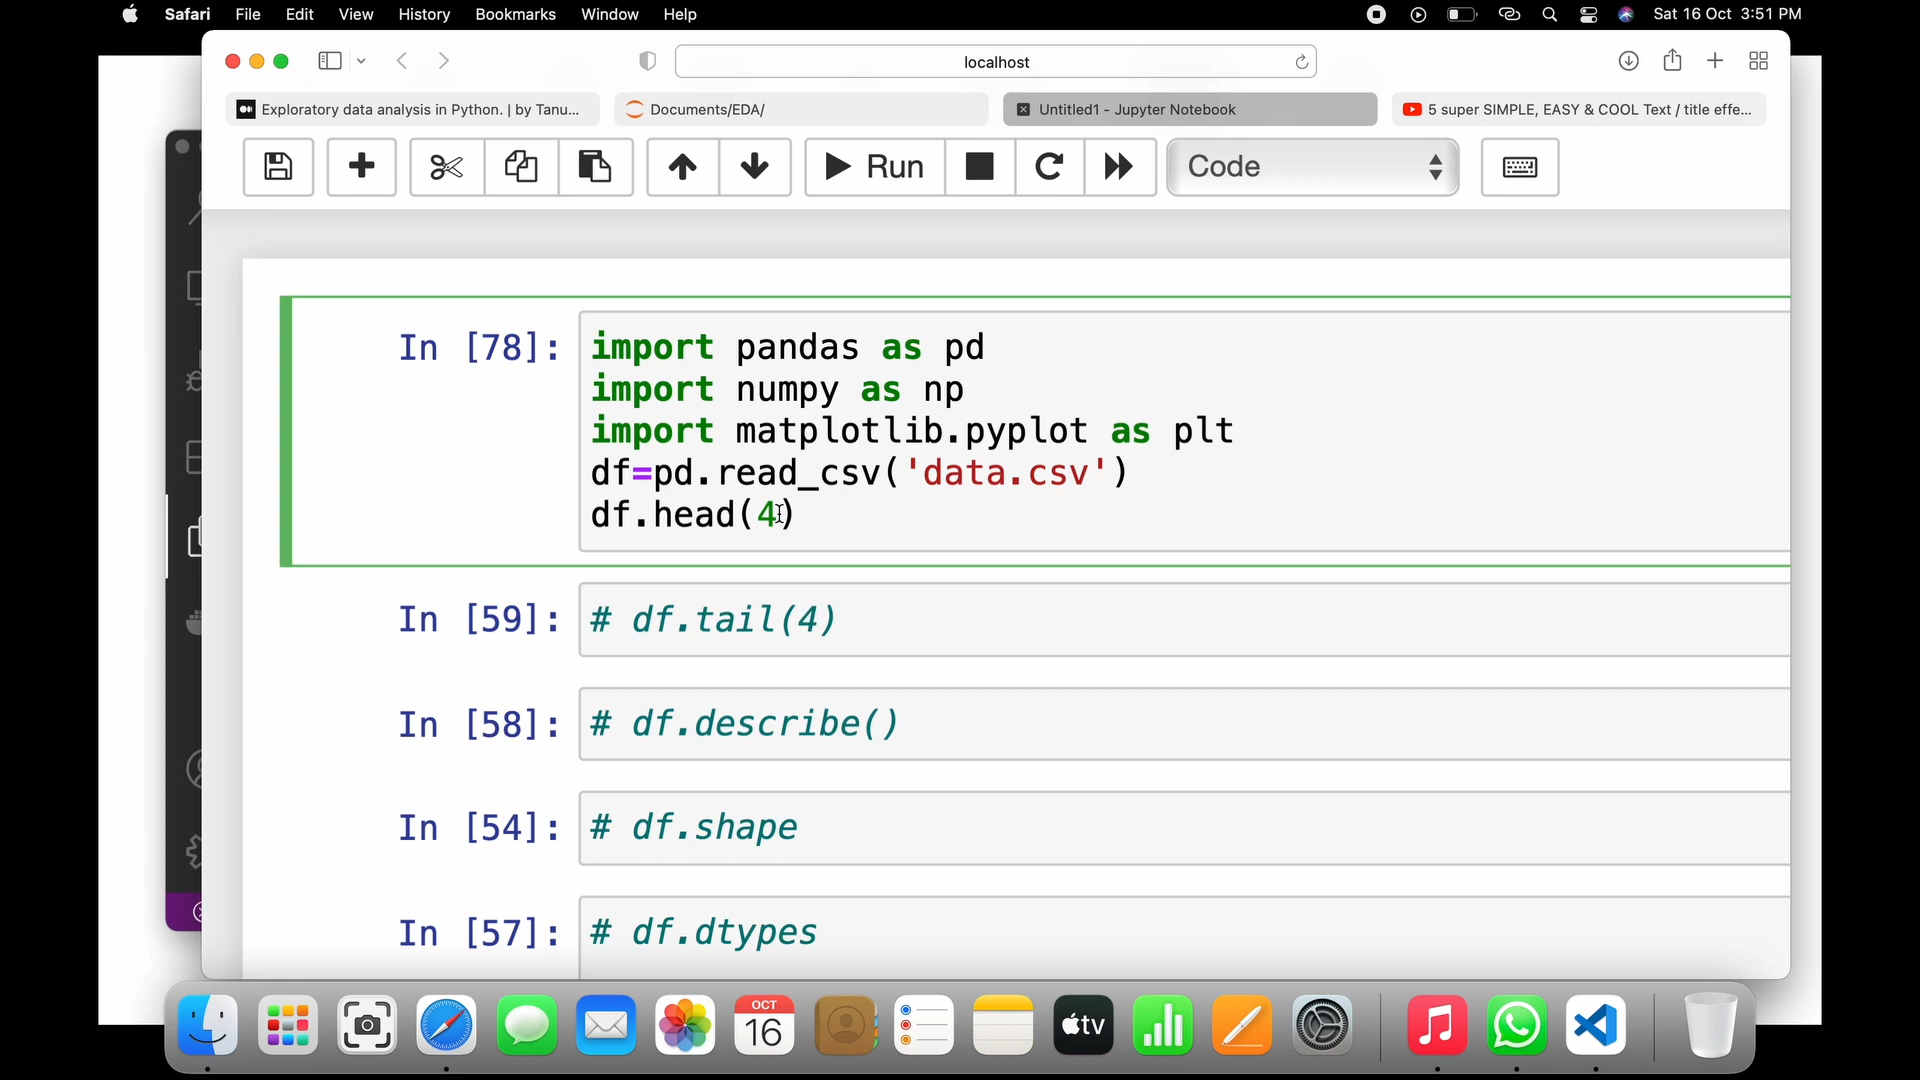 Safari File Edit View History Bookmarks Window Help Sat 16 Oct 3:51 PM
localhost
Exploratory data analysis in Python. | by Tanu... Documents/EDA/ Untitled1 - Jupyter Notebook 5 super SIMPLE, EASY & COOL Text / title effe...
Run Code
In [78]: import pandas as pd
import numpy as np
import matplotlib.pyplot as plt
df=pd.read_csv('data.csv')
df.head(4)
In [59]: # df.tail(4)
In [58]: # df.describe()
In [54]: # df.shape
In [57]: # df.dtypes
OCT
16
tv